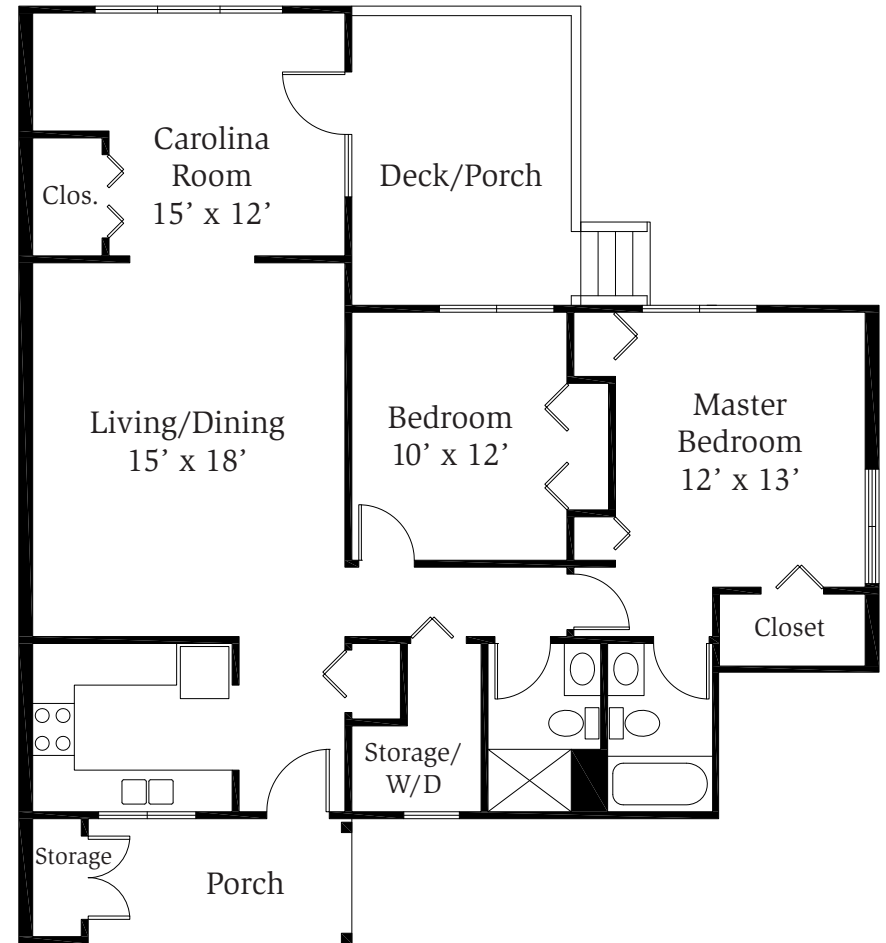 Carolina
Room
15’ x 12’
Clos.
Deck/Porch
Living/Dining
15’ x 18’
Bedroom
10’ x 12’
Master
Bedroom
12’ x 13’
Closet
Storage/
W/D
Storage
Porch